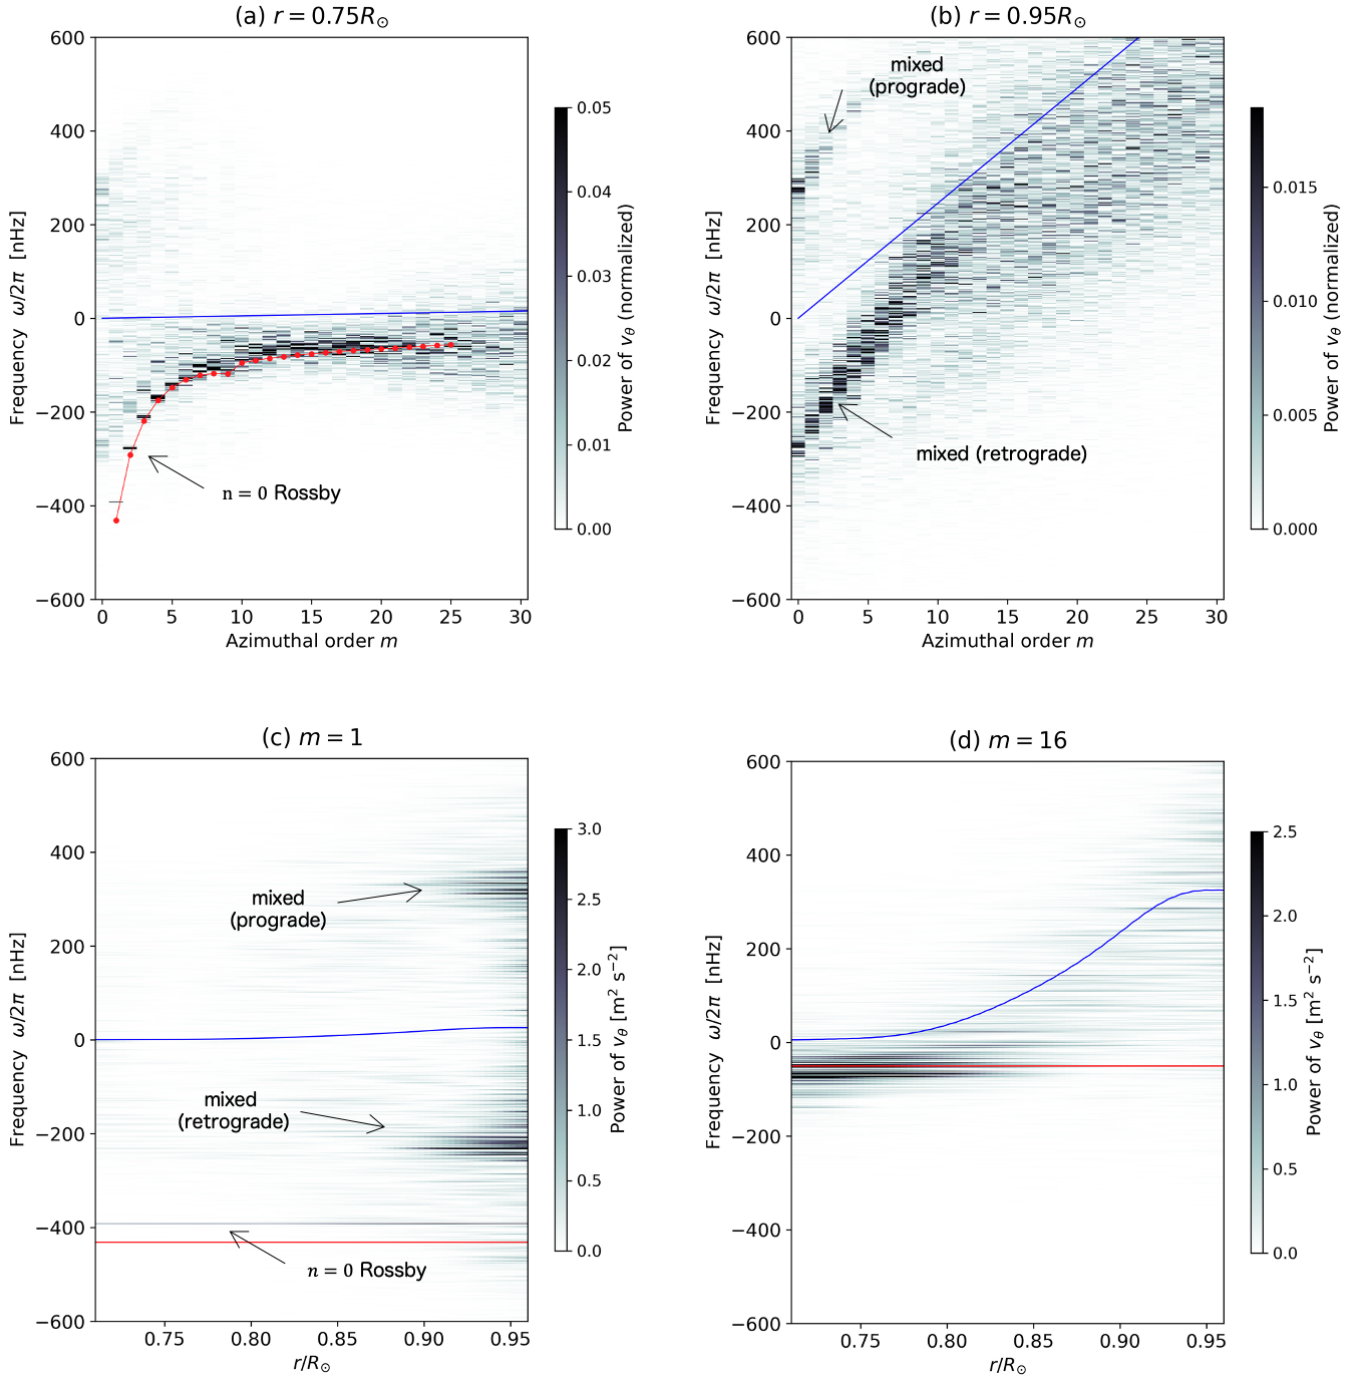 (a) r = 0.75R⊙
600
400
200
0
−200
−400
−600
Frequency ω/2π [nHz]
n = 0 Rossby
0 5 10 15 20 25 30
Azimuthal order m
0.05
0.04
0.03
0.02
0.01
0.00
Power of vθ (normalized)
(b) r = 0.95R⊙
600
400
200
0
−200
−400
−600
Frequency ω/2π [nHz]
mixed
(prograde)
mixed (retrograde)
0 5 10 15 20 25 30
Azimuthal order m
0.015
0.010
0.005
0.000
Power of vθ (normalized)
(c) m = 1
600
400
200
0
−200
−400
−600
Frequency ω/2π [nHz]
mixed
(prograde)
mixed
(retrograde)
n = 0 Rossby
0.75 0.80 0.85 0.90 0.95
r/R⊙
3.0
2.5
2.0
1.5
1.0
0.5
0.0
Power of vθ [m² s⁻²]
(d) m = 16
600
400
200
0
−200
−400
−600
Frequency ω/2π [nHz]
0.75 0.80 0.85 0.90 0.95
r/R⊙
2.5
2.0
1.5
1.0
0.5
0.0
Power of vθ [m² s⁻²]